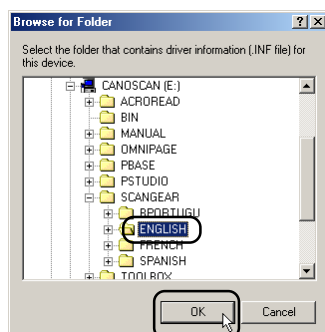 Browse for Folder
Select the folder that contains driver information (.INF file) for
this device.
CANOSCAN (E:)
ACROREAD
BIN
MANUAL
OMNIPAGE
PBASE
PSTUDIO
SCANGEAR
BPORTUGU
ENGLISH
FRENCH
SPANISH
TOOLBOX
OK
Cancel